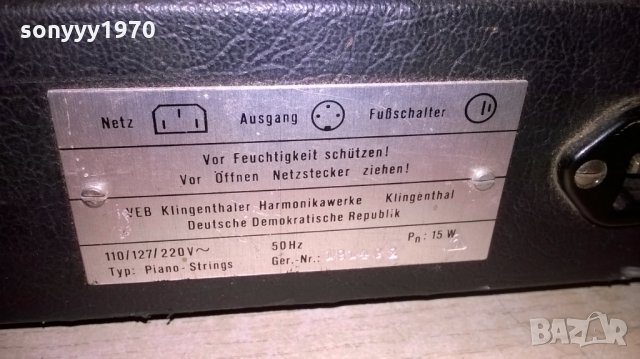 sonyyy1970
Netz Ausgang Fußschalter
Vor Feuchtigkeit schützen!
Vor Öffnen Netzstecker ziehen!
VEB Klingenthaler Harmonikawerke Klingenthal
Deutsche Demokratische Republik
110/127/220V~ 50Hz Pn: 15 W
Typ: Piano-Strings Ger.-Nr.:
BAZAR